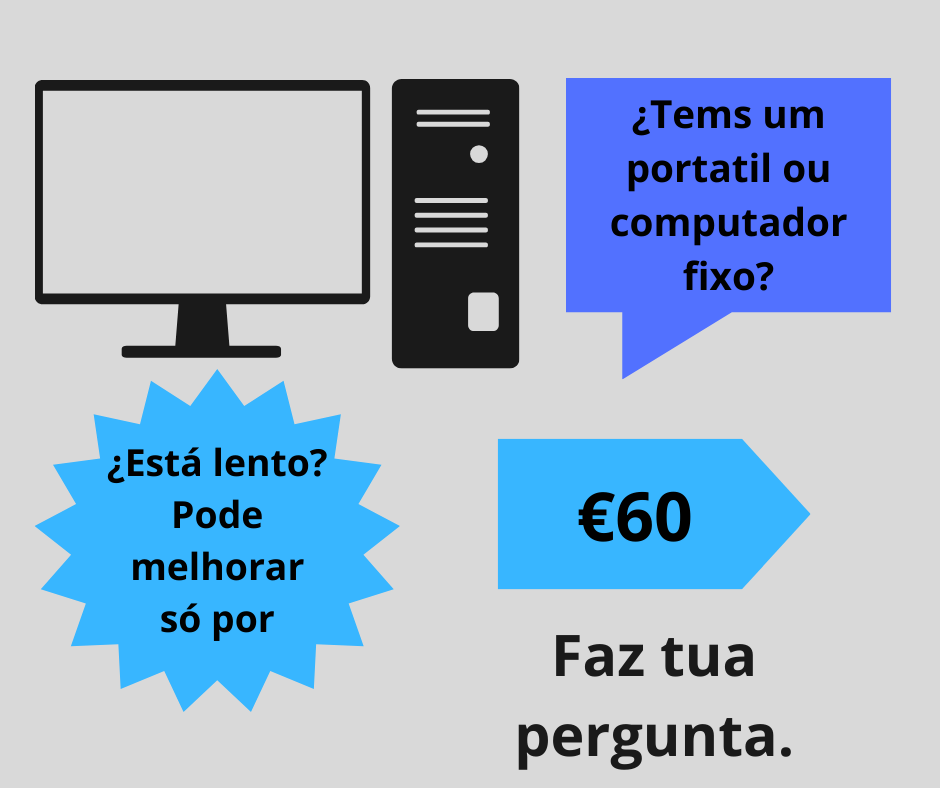 ¿Tems um
portatil ou
computador
fixo?
¿Está lento?
Pode
melhorar
só por
€60
Faz tua
pergunta.